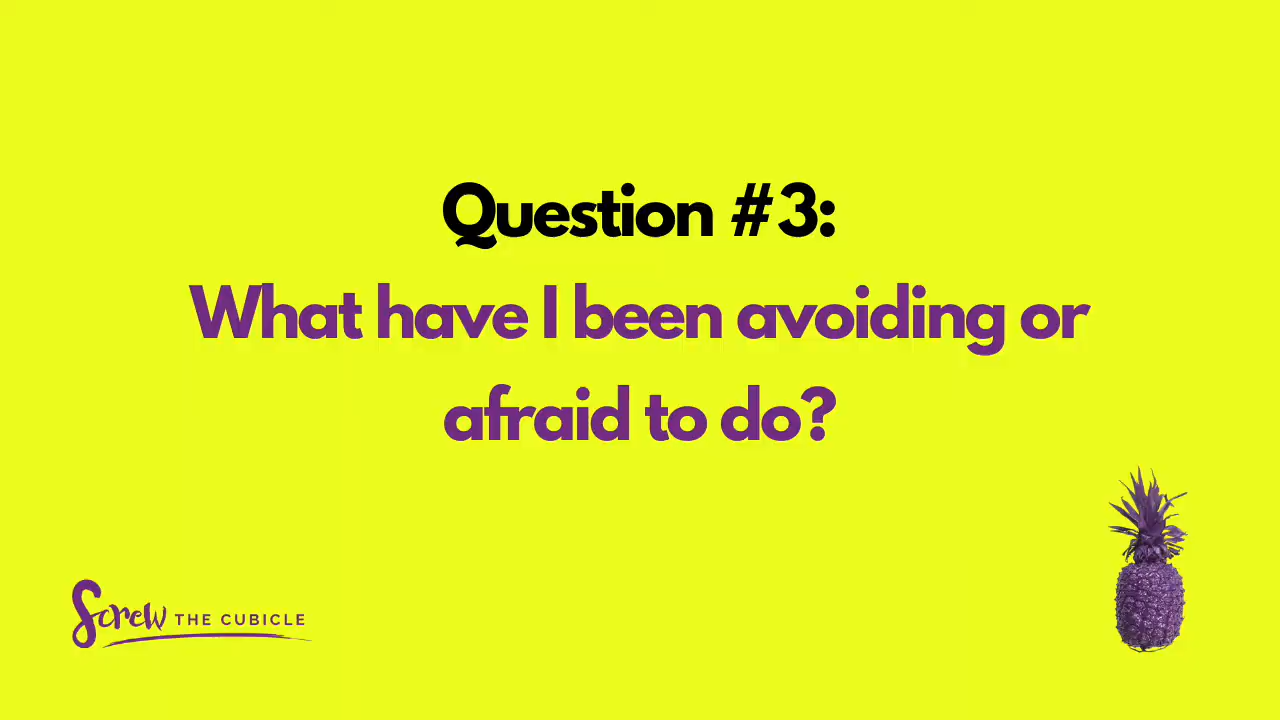 Question #3:
What have I been avoiding or
afraid to do?
Screw THE CUBICLE